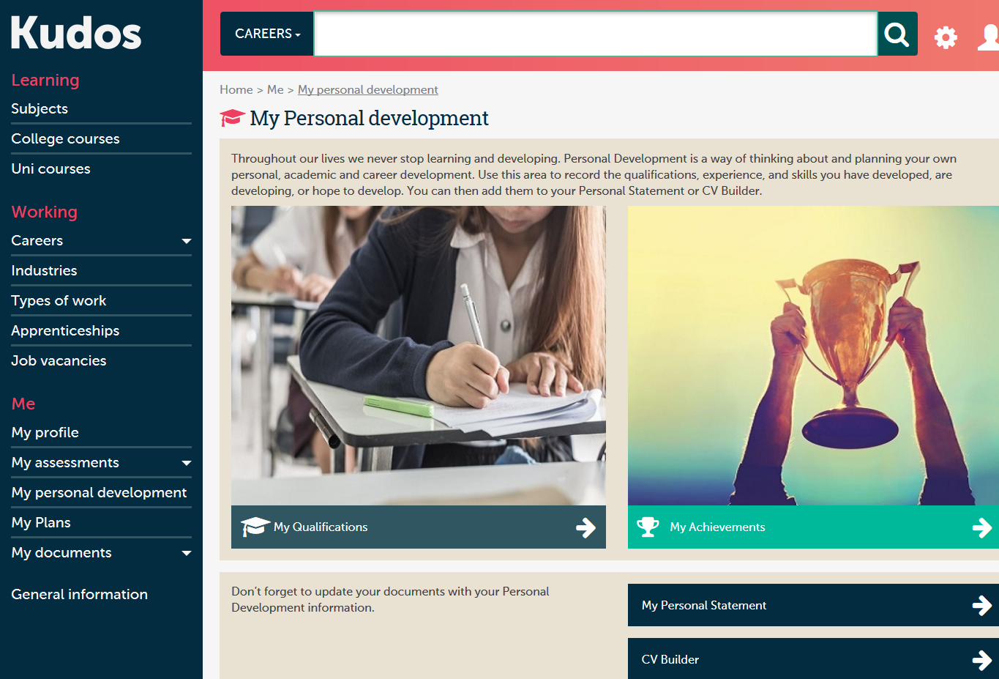 Kudos
Learning
Subjects
College courses
Uni courses
Working
Careers
Industries
Types of work
Apprenticeships
Job vacancies
Me
My profile
My assessments
My personal development
My Plans
My documents
General information
CAREERS
Home > Me > My personal development
My Personal development
Throughout our lives we never stop learning and developing. Personal Development is a way of thinking about and planning your own
personal, academic and career development. Use this area to record the qualifications, experience, and skills you have developed, are
developing, or hope to develop. You can then add them to your Personal Statement or CV Builder.
My Qualifications
My Achievements
Don't forget to update your documents with your Personal
Development information.
My Personal Statement
CV Builder